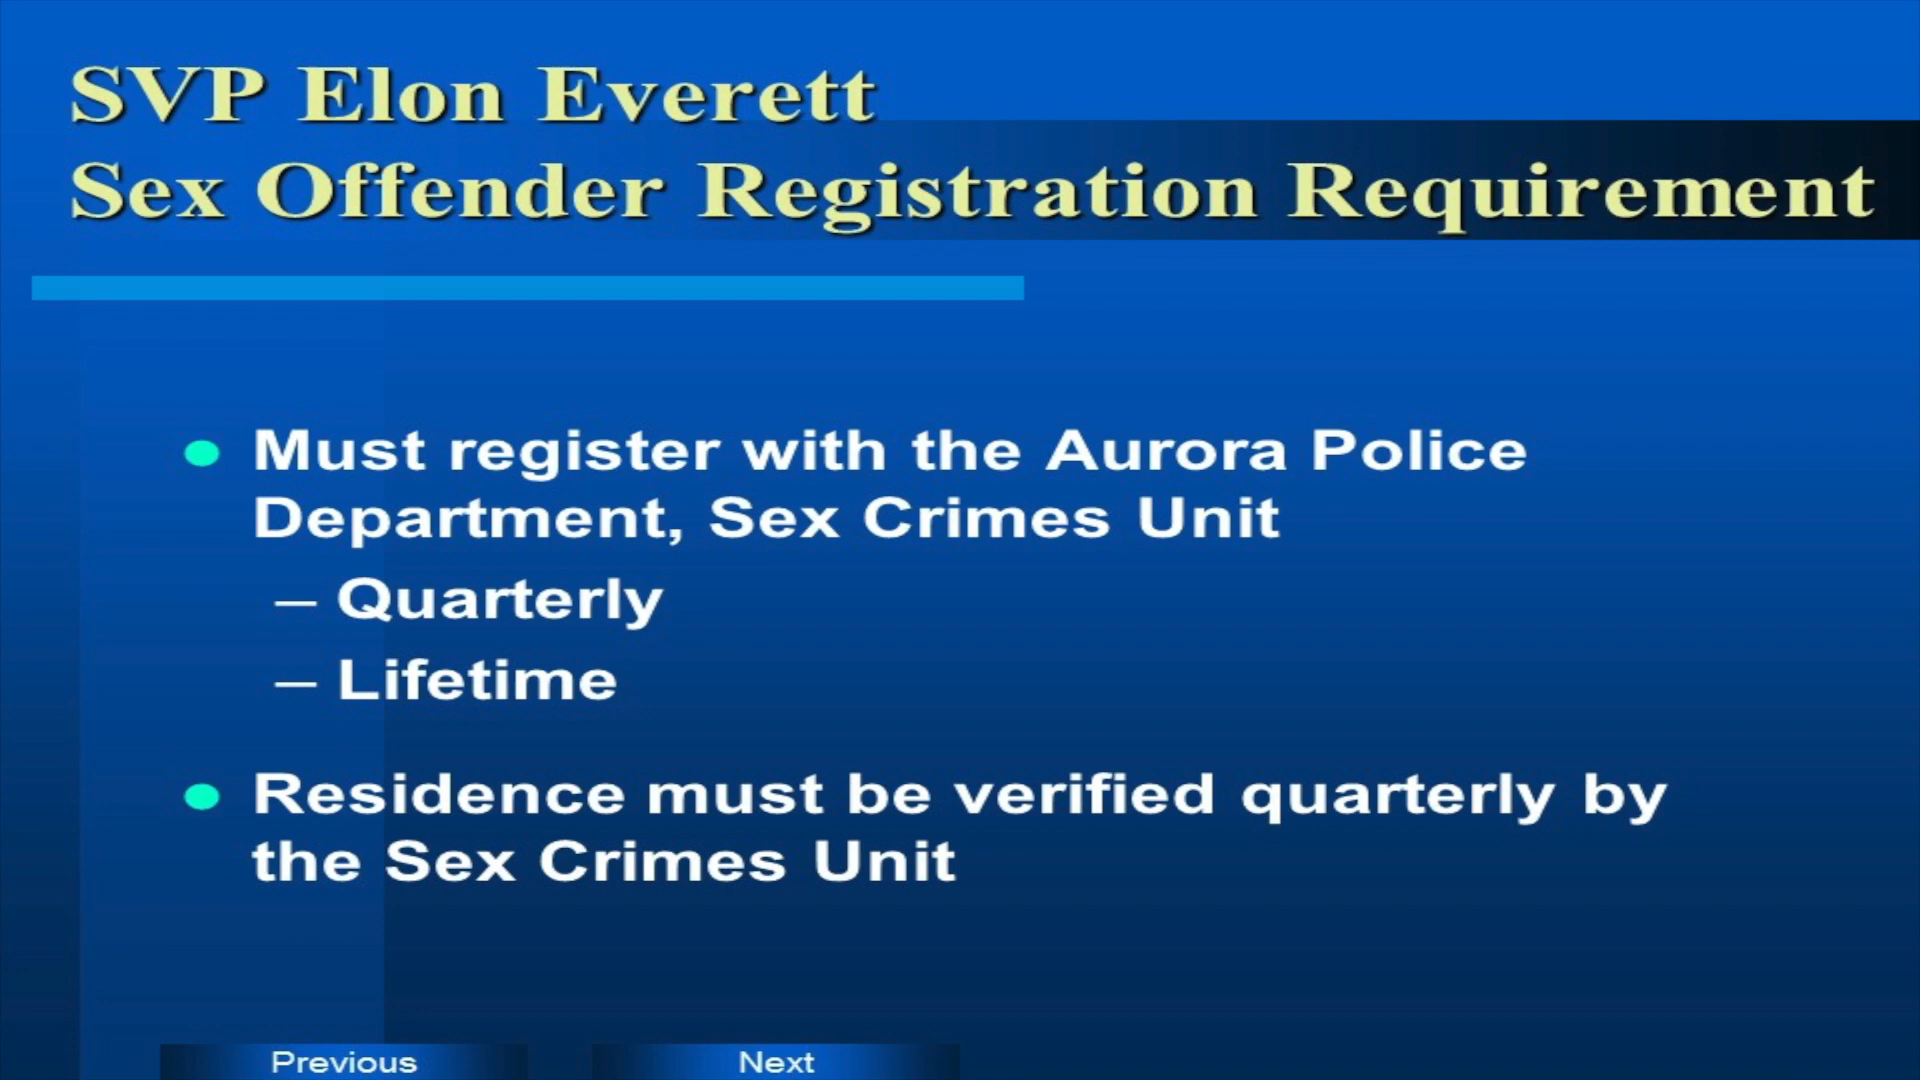 SVP Elon Everett
Sex Offender Registration Requirement
● Must register with the Aurora Police
Department, Sex Crimes Unit
– Quarterly
– Lifetime
● Residence must be verified quarterly by
the Sex Crimes Unit
Previous Next